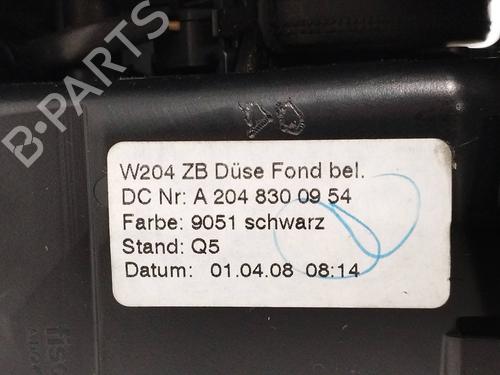 B-PARTS
W204 ZB Düse Fond bel.
DC Nr: A 204 830 09 54
Farbe: 9051 schwarz
Stand: Q5
Datum: 01.04.08 08:14